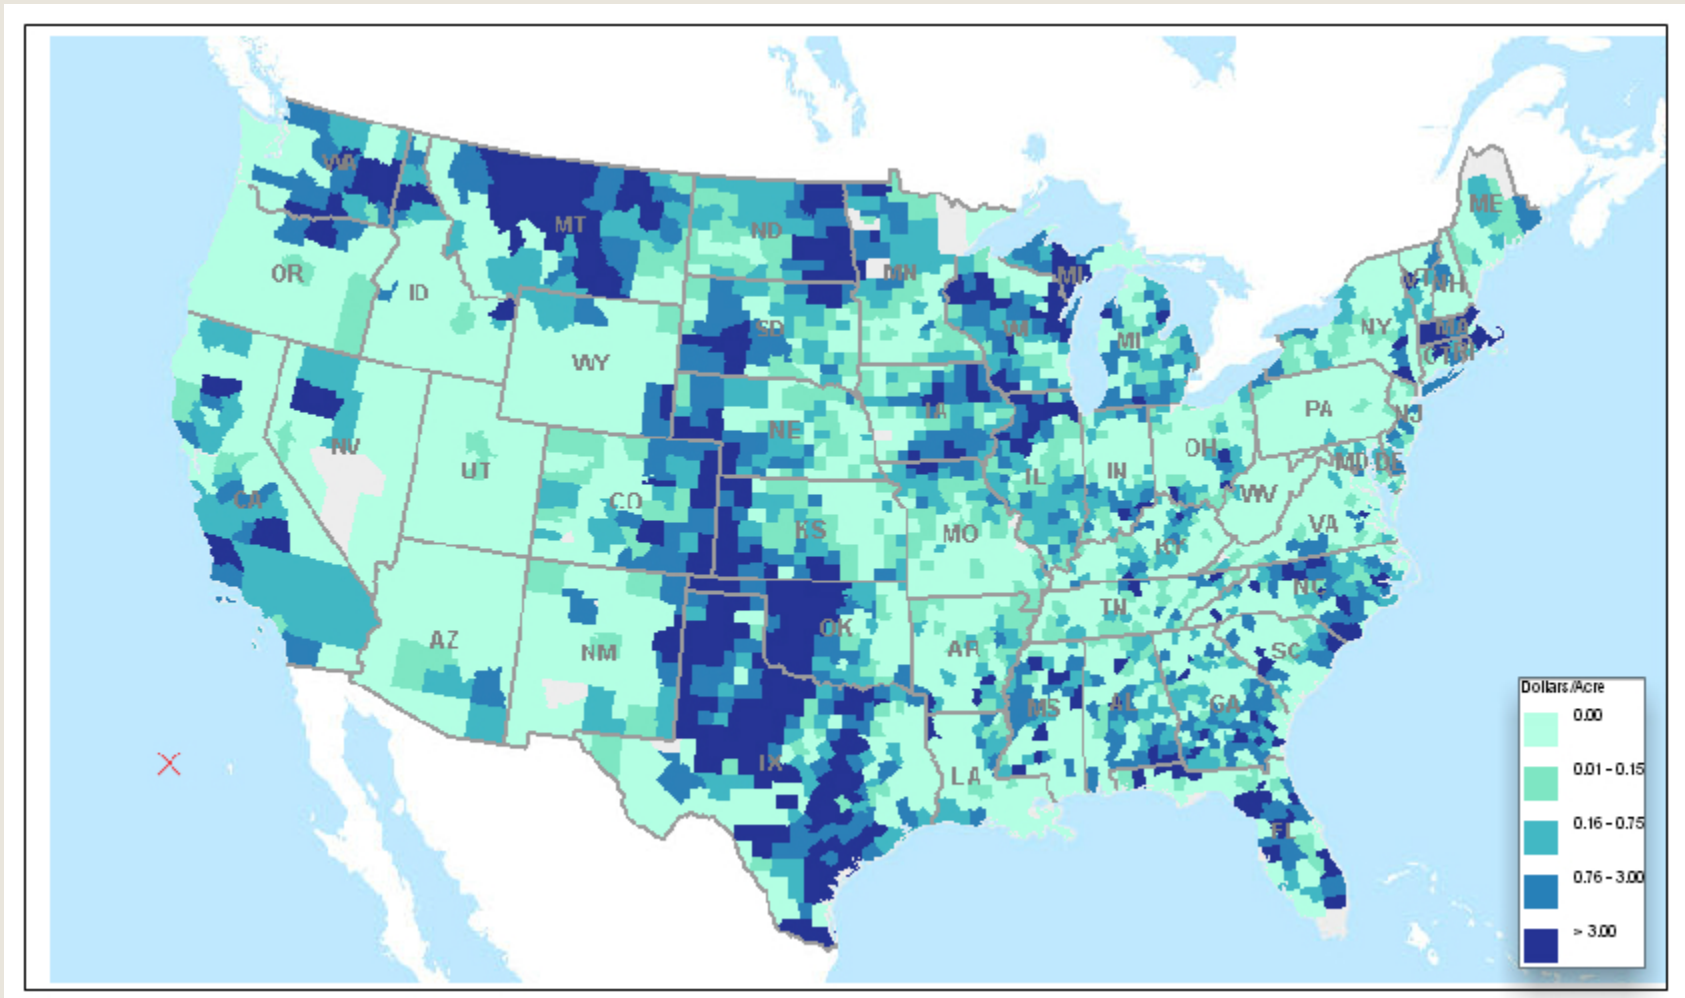 WA
MT
ND
ME
MN
MI
OR
ID
VT
NH
SD
WI
MI
NY
MA
WY
CT
RI
IA
PA
NE
NJ
NV
OH
UT
IL
IN
MD
DE
CA
CO
WV
KS
MO
VA
KY
NC
TN
OK
AZ
NM
AR
SC
MS
AL
GA
TX
LA
FL
Dollars/Acre
0.00
0.01 - 0.15
0.16 - 0.75
0.76 - 3.00
> 3.00